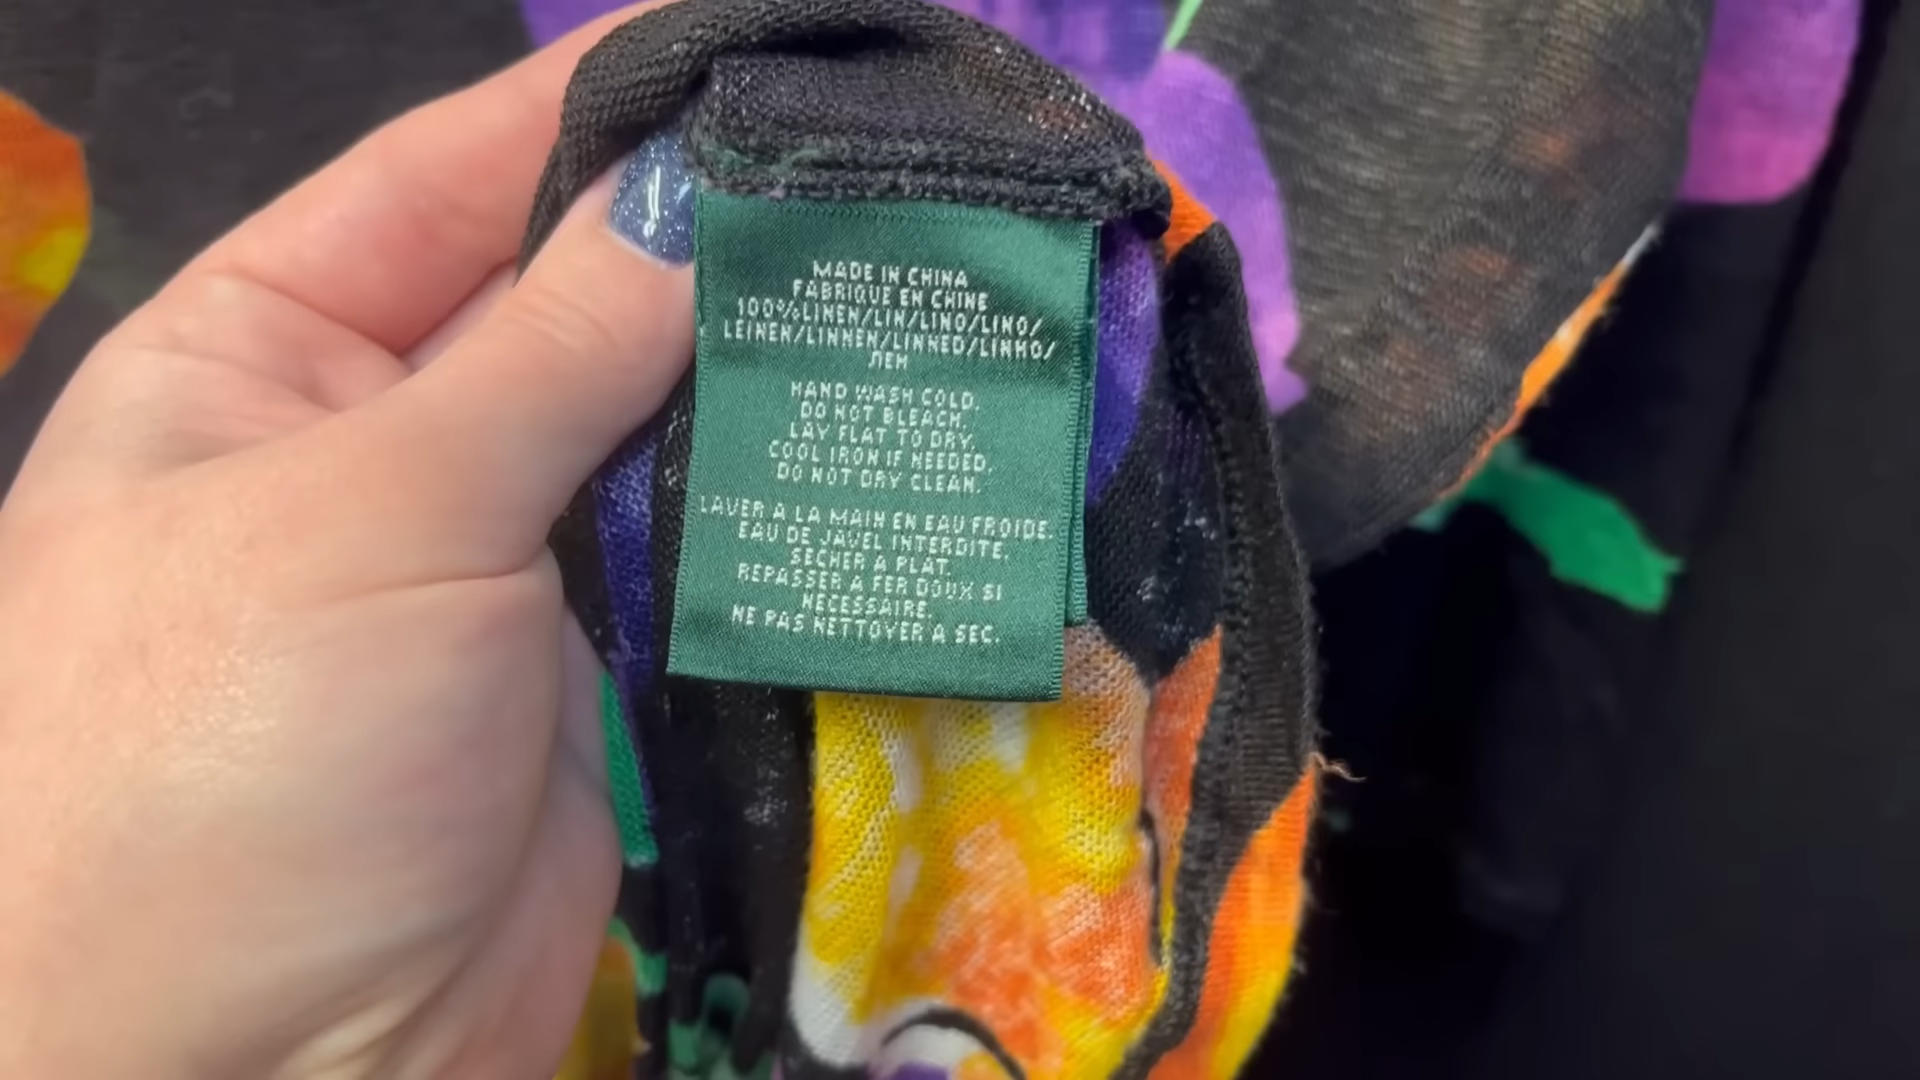 MADE IN CHINA
FABRIQUE EN CHINE
100%LINEN/LIN/LINO/LINO/
LEINEN/LINNEN/LINNED/LINHO/
ЛЕН
HAND WASH COLD.
DO NOT BLEACH.
LAY FLAT TO DRY.
COOL IRON IF NEEDED.
DO NOT DRY CLEAN.
LAVER A LA MAIN EN EAU FROIDE.
EAU DE JAVEL INTERDITE.
SECHER A PLAT.
REPASSER A FER DOUX SI
NECESSAIRE.
NE PAS NETTOYER A SEC.